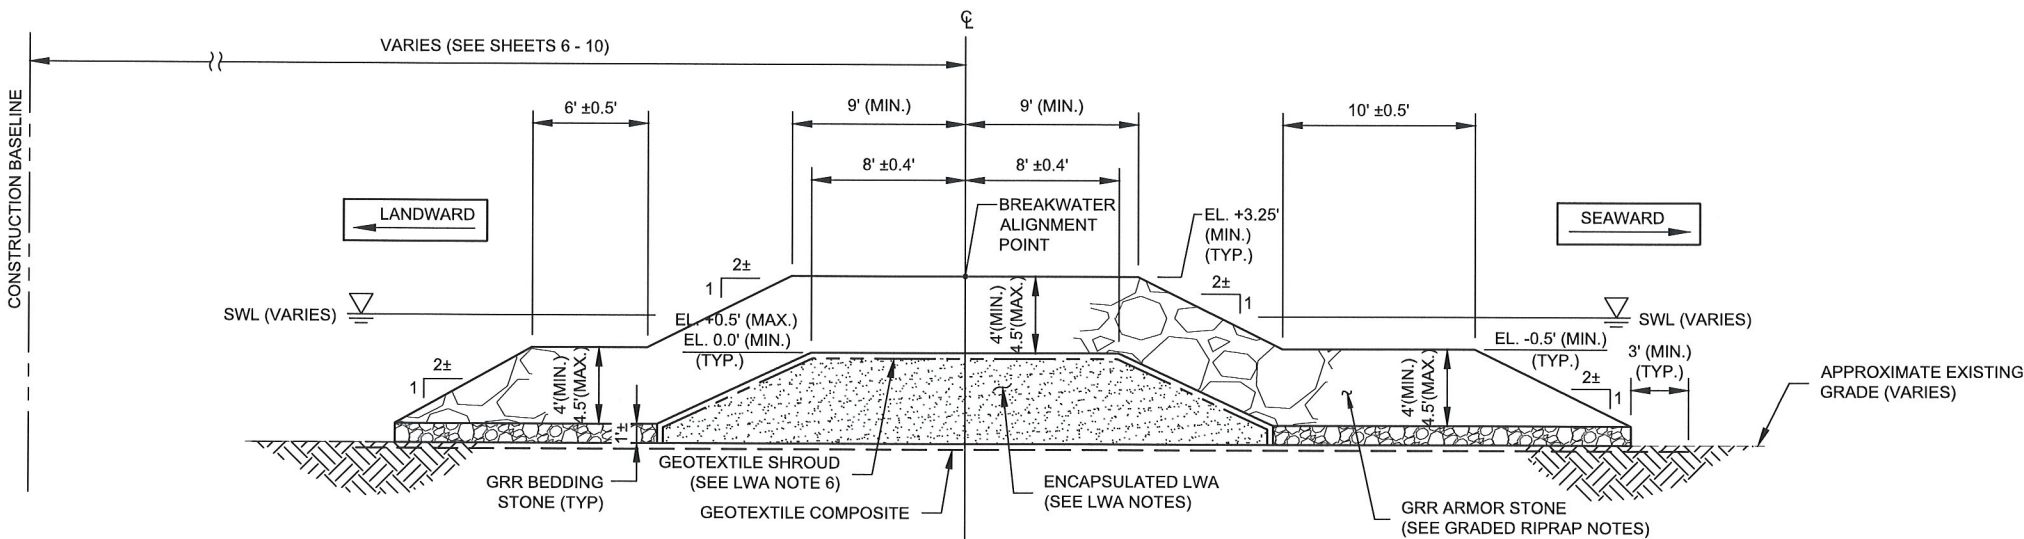 ℄
VARIES (SEE SHEETS 6 - 10)
CONSTRUCTION BASELINE
6' ±0.5'
9' (MIN.)
9' (MIN.)
10' ±0.5'
8' ±0.4'
8' ±0.4'
LANDWARD
BREAKWATER
ALIGNMENT
POINT
EL. +3.25'
(MIN.)
(TYP.)
SEAWARD
2±
1
2±
1
SWL (VARIES)
SWL (VARIES)
EL. +0.5' (MAX.)
EL. 0.0' (MIN.)
(TYP.)
4'(MIN.)
4.5'(MAX.)
EL. -0.5' (MIN.)
(TYP.)
3' (MIN.)
(TYP.)
2±
1
4'(MIN.)
4.5'(MAX.)
4'(MIN.)
4.5'(MAX.)
2±
1
APPROXIMATE EXISTING
GRADE (VARIES)
1'±
GRR BEDDING
STONE (TYP)
GEOTEXTILE SHROUD
(SEE LWA NOTE 6)
GEOTEXTILE COMPOSITE
ENCAPSULATED LWA
(SEE LWA NOTES)
GRR ARMOR STONE
(SEE GRADED RIPRAP NOTES)